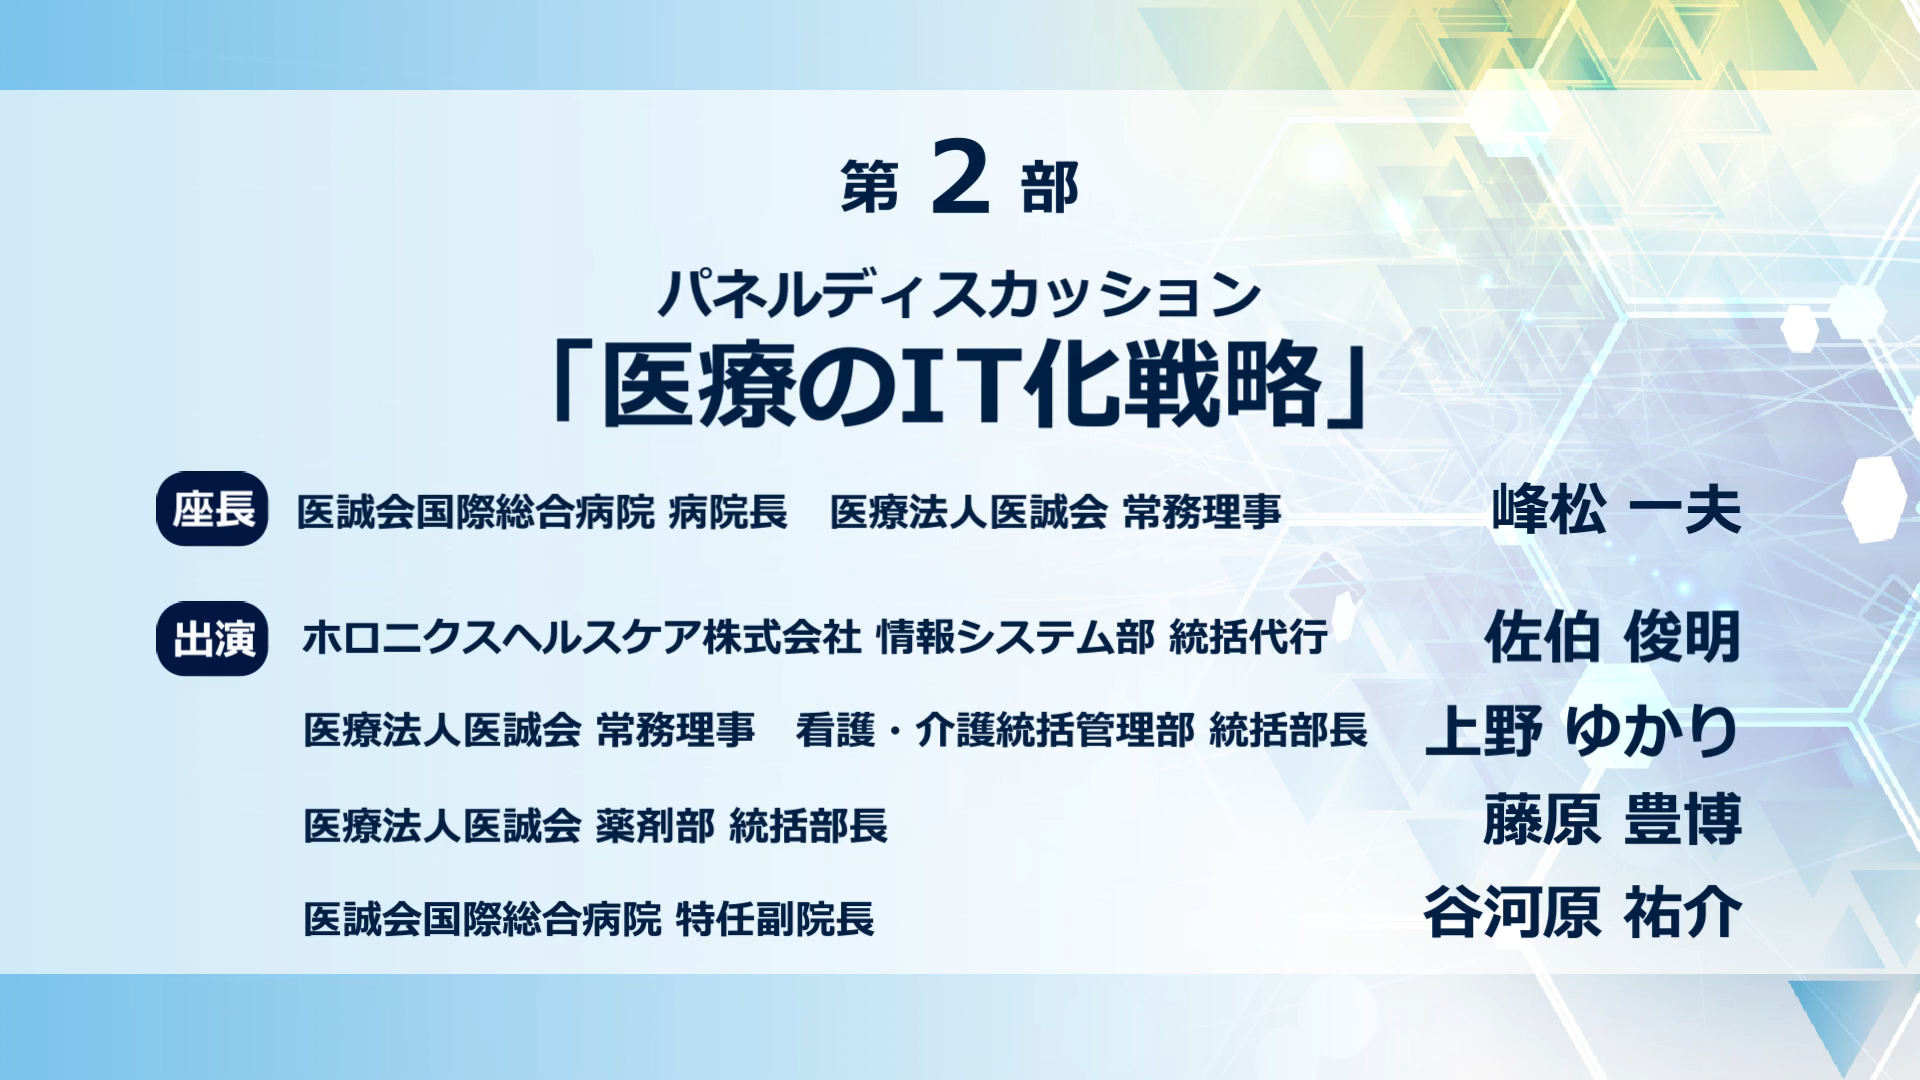 第 2 部
パネルディスカッション
「医療のIT化戦略」
座長 医誠会国際総合病院 病院長　医療法人医誠会 常務理事 峰松 一夫
出演 ホロニクスヘルスケア株式会社 情報システム部 統括代行 佐伯 俊明
医療法人医誠会 常務理事　看護・介護統括管理部 統括部長 上野 ゆかり
医療法人医誠会 薬剤部 統括部長 藤原 豊博
医誠会国際総合病院 特任副院長 谷河原 祐介